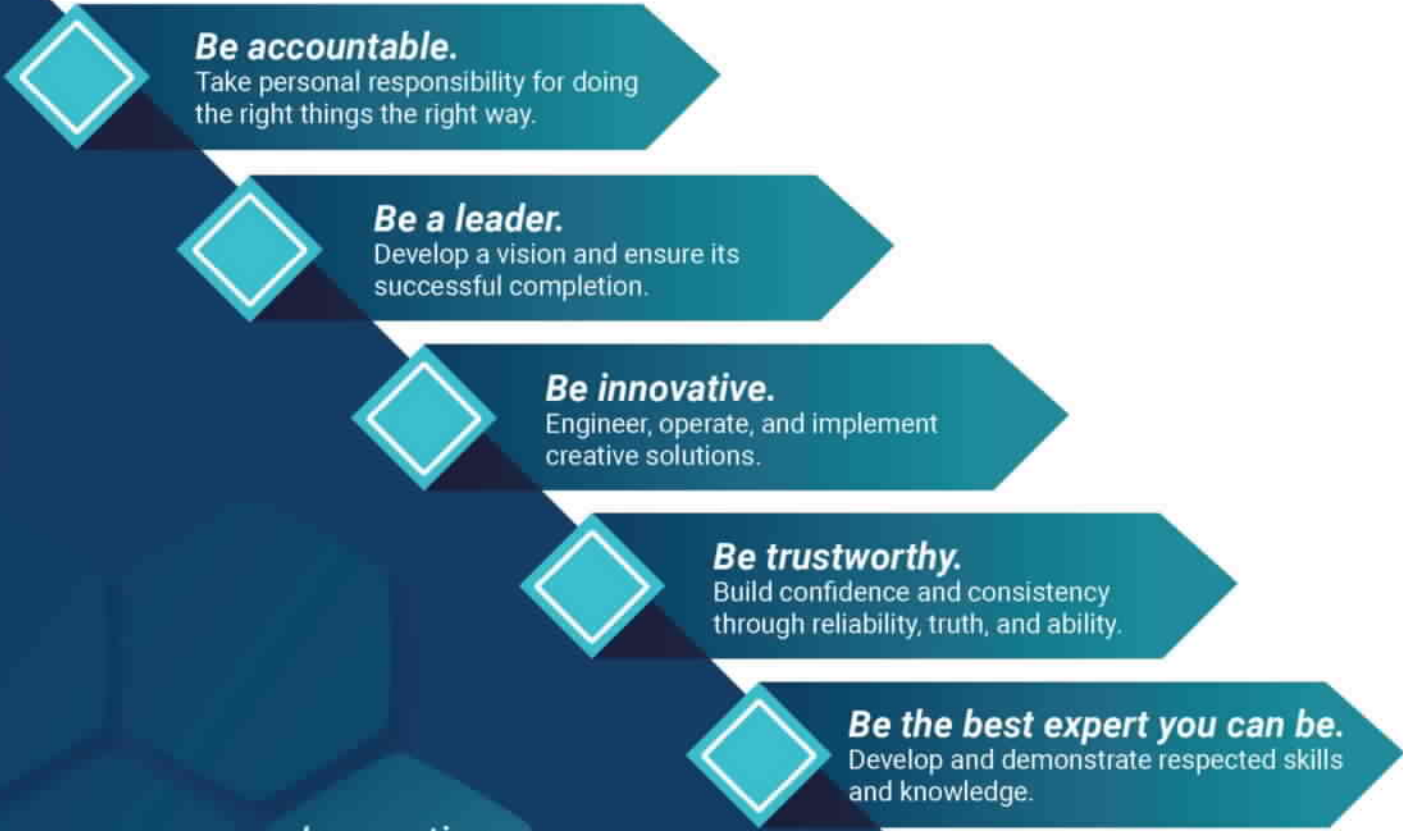 Be accountable.
Take personal responsibility for doing
the right things the right way.
Be a leader.
Develop a vision and ensure its
successful completion.
Be innovative.
Engineer, operate, and implement
creative solutions.
Be trustworthy.
Build confidence and consistency
through reliability, truth, and ability.
Be the best expert you can be.
Develop and demonstrate respected skills
and knowledge.